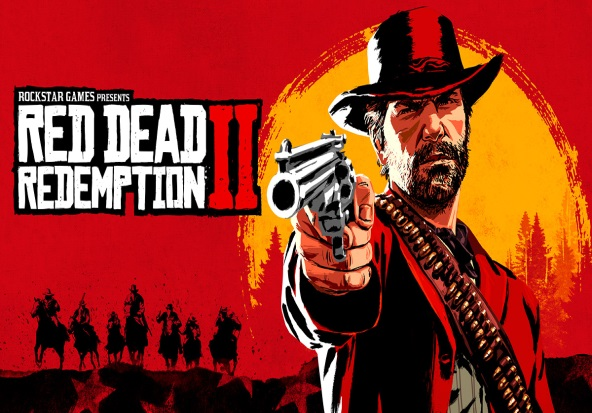 ROCKSTAR GAMES PRESENTS
RED DEAD
REDEMPTION II